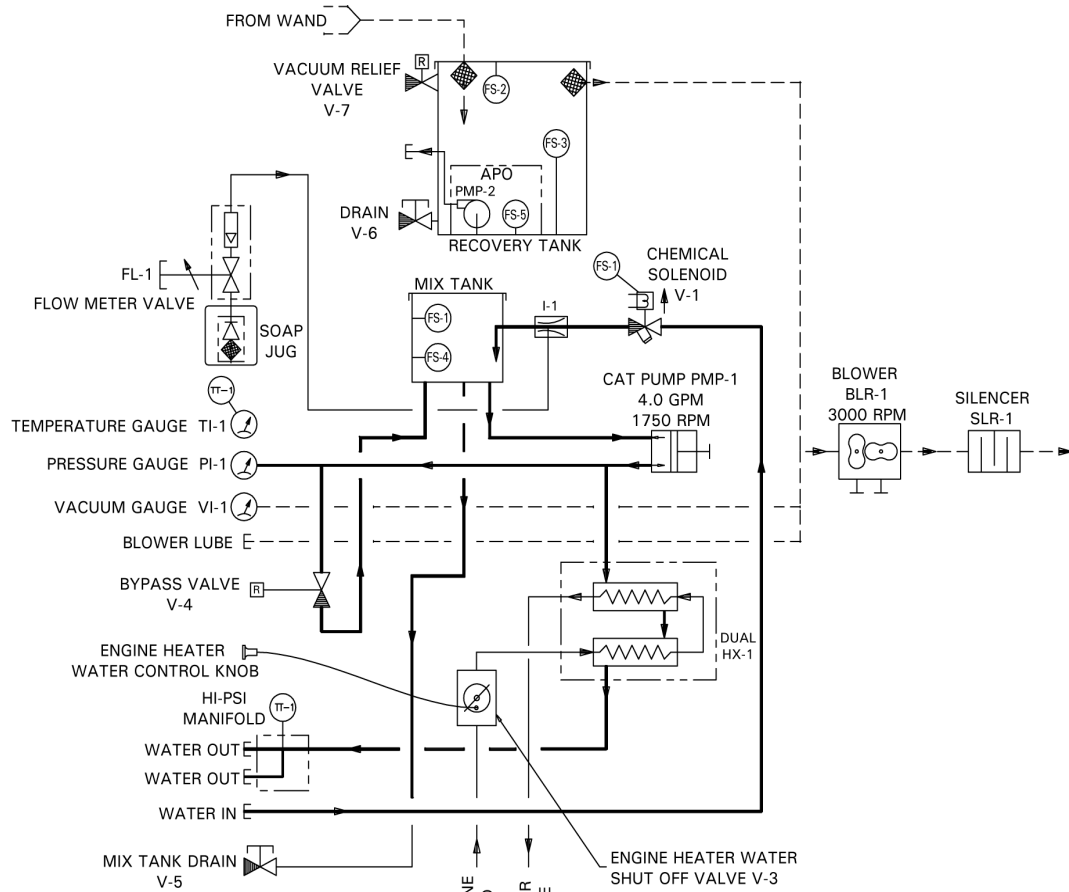 FROM WAND
R
VACUUM RELIEF
VALVE
V-7
FS-2
FS-3
APO
PMP-2
FS-5
DRAIN
V-6
RECOVERY TANK
FL-1
FLOW METER VALVE
SOAP
JUG
MIX TANK
FS-1
FS-4
I-1
FS-1
CHEMICAL
SOLENOID
V-1
CAT PUMP PMP-1
4.0 GPM
1750 RPM
BLOWER
BLR-1
3000 RPM
SILENCER
SLR-1
TT-1
TEMPERATURE GAUGE TI-1
PRESSURE GAUGE PI-1
VACUUM GAUGE VI-1
BLOWER LUBE
BYPASS VALVE
V-4
R
DUAL
HX-1
ENGINE HEATER
WATER CONTROL KNOB
HI-PSI
MANIFOLD
TT-1
WATER OUT
WATER OUT
WATER IN
MIX TANK DRAIN
V-5
ENGINE HEATER WATER
SHUT OFF VALVE V-3